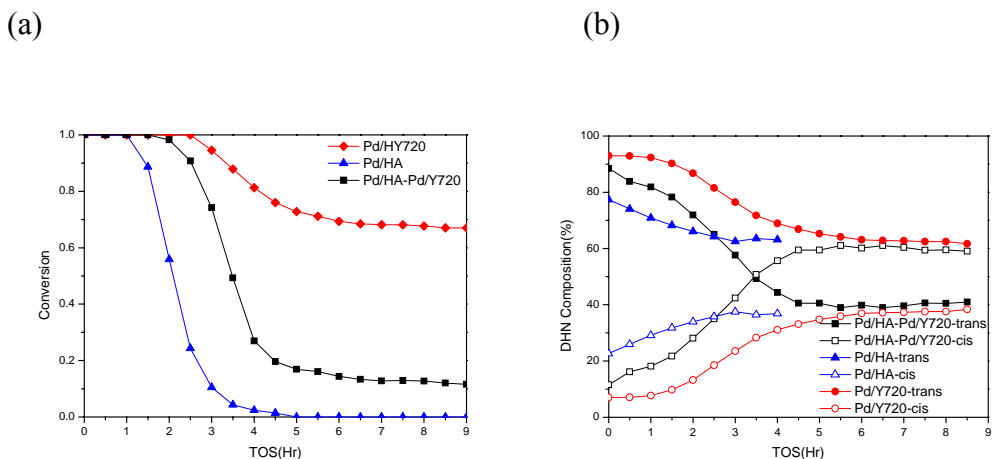 (a)
(b)
Conversion
1.0
0.8
0.6
0.4
0.2
0.0
0 1 2 3 4 5 6 7 8 9
TOS(Hr)
Pd/HY720
Pd/HA
Pd/HA-Pd/Y720
DHN Composition(%)
100
80
60
40
20
0
0 1 2 3 4 5 6 7 8 9
TOS(Hr)
Pd/HA-Pd/Y720-trans
Pd/HA-Pd/Y720-cis
Pd/HA-trans
Pd/HA-cis
Pd/Y720-trans
Pd/Y720-cis